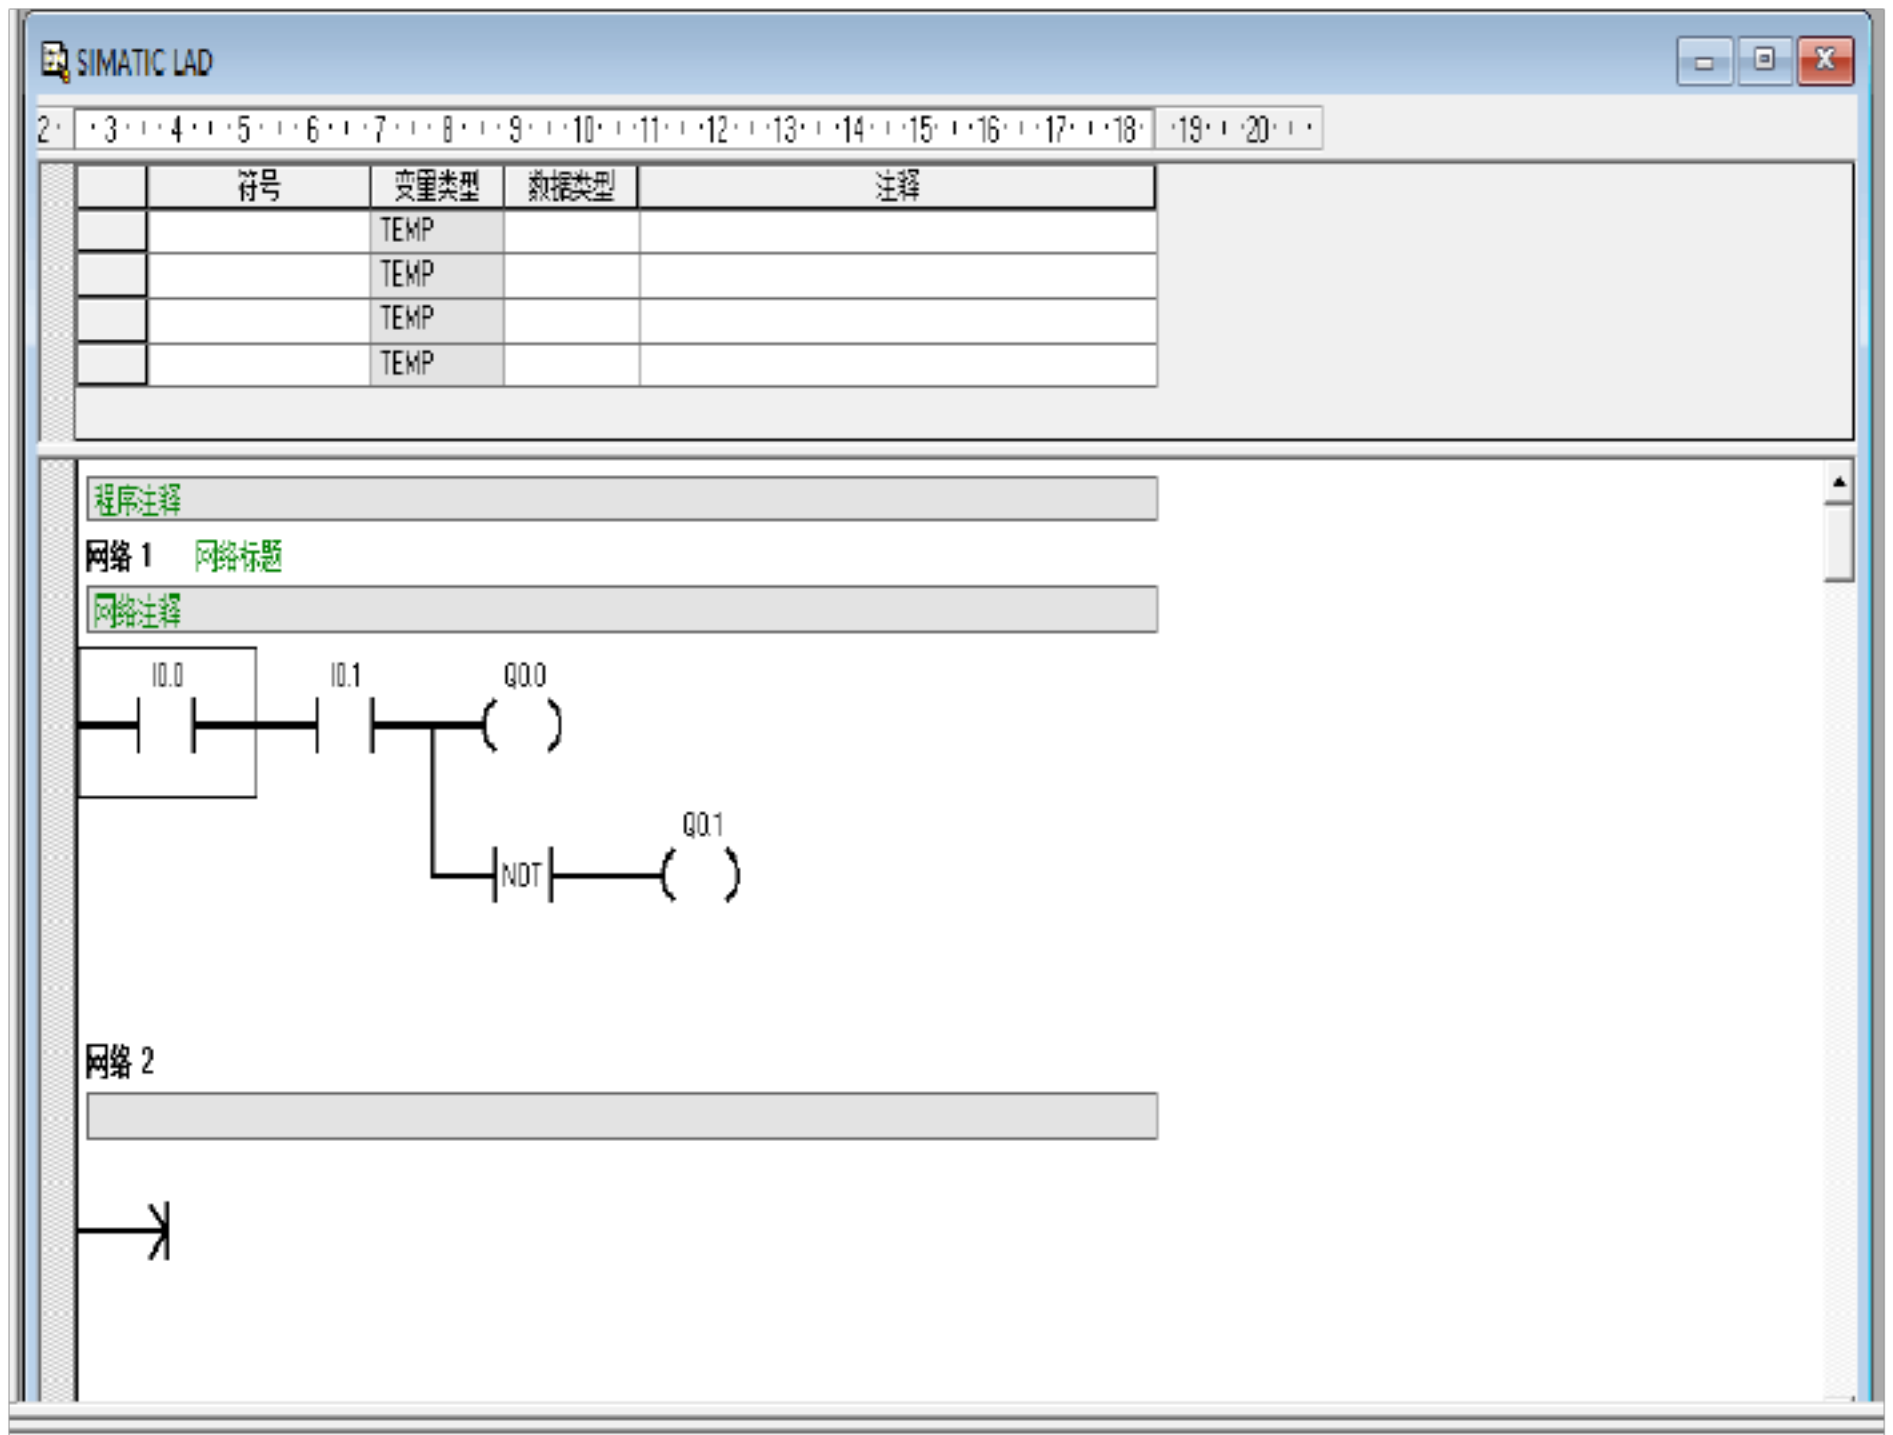 SIMATIC LAD
2 · 3 · 4 · 5 · 6 · 7 · 8 · 9 · 10 · 11 · 12 · 13 · 14 · 15 · 16 · 17 · 18 · 19 · 20
符号 变量类型 数据类型 注释
TEMP
TEMP
TEMP
TEMP
程序注释
网络 1 网络标题
网络注释
I0.0 I0.1 Q0.0
Q0.1
NOT
网络 2